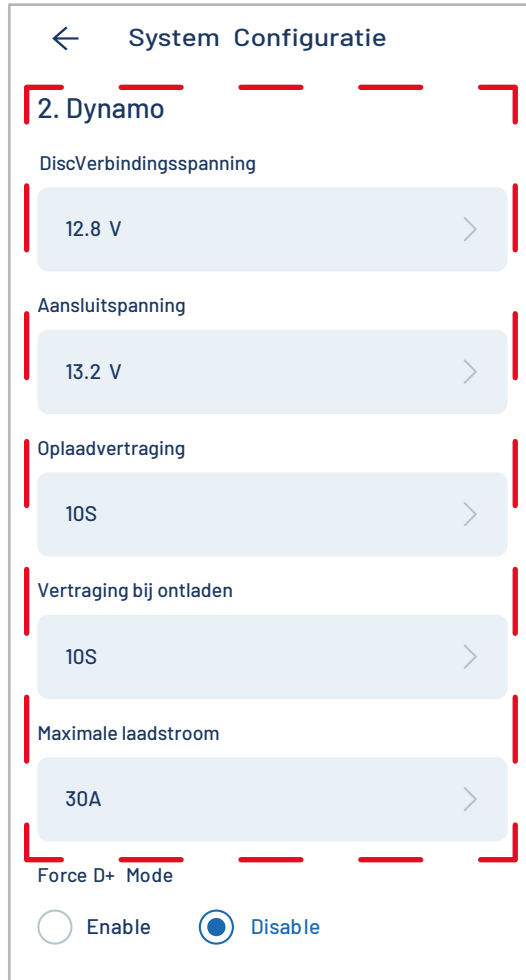 System Configuratie
2. Dynamo
DiscVerbindingsspanning
12.8 V
Aansluitspanning
13.2 V
Oplaadvertraging
10S
Vertraging bij ontladen
10S
Maximale laadstroom
30A
Force D+ Mode
Enable Disable